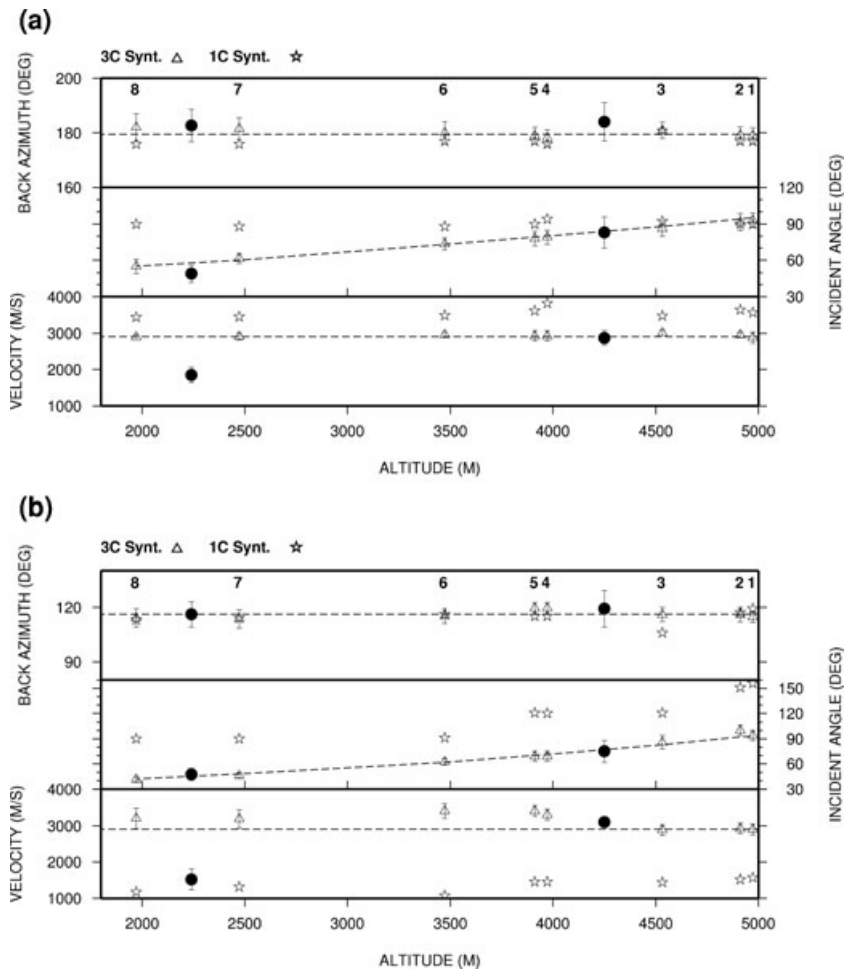 (a)
3C Synt. △ 1C Synt. ☆
BACK AZIMUTH (DEG)
200
180
160
8 7 6 5 4 3 2 1
INCIDENT ANGLE (DEG)
120
90
60
30
VELOCITY (M/S)
4000
3000
2000
1000
2000 2500 3000 3500 4000 4500 5000
ALTITUDE (M)
(b)
3C Synt. △ 1C Synt. ☆
BACK AZIMUTH (DEG)
120
90
8 7 6 5 4 3 2 1
INCIDENT ANGLE (DEG)
150
120
90
60
30
VELOCITY (M/S)
4000
3000
2000
1000
2000 2500 3000 3500 4000 4500 5000
ALTITUDE (M)